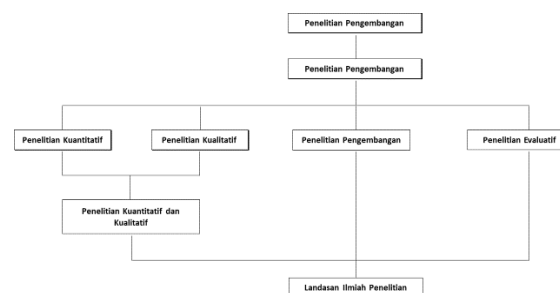 Penelitian Pengembangan
Penelitian Pengembangan
Penelitian Kuantitatif
Penelitian Kualitatif
Penelitian Pengembangan
Penelitian Evaluatif
Penelitian Kuantitatif dan
Kualitatif
Landasan Ilmiah Penelitian